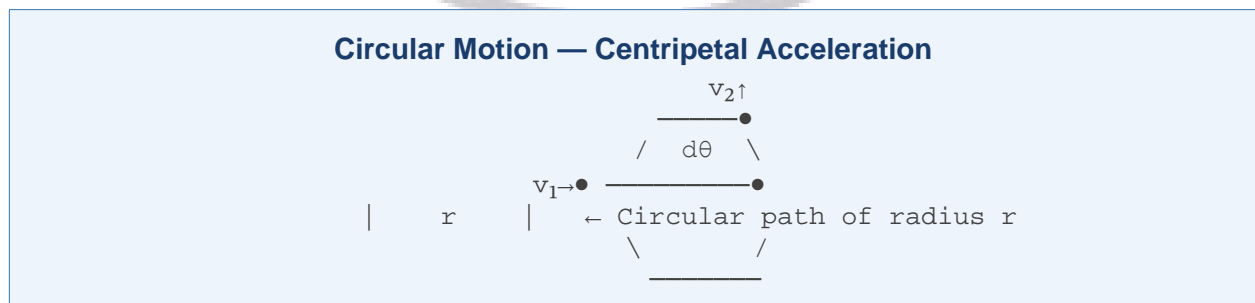 Circular Motion — Centripetal Acceleration
v₂↑
─────●
/ dθ \
v₁→● ─────────●
| r | ← Circular path of radius r
\ /
───────